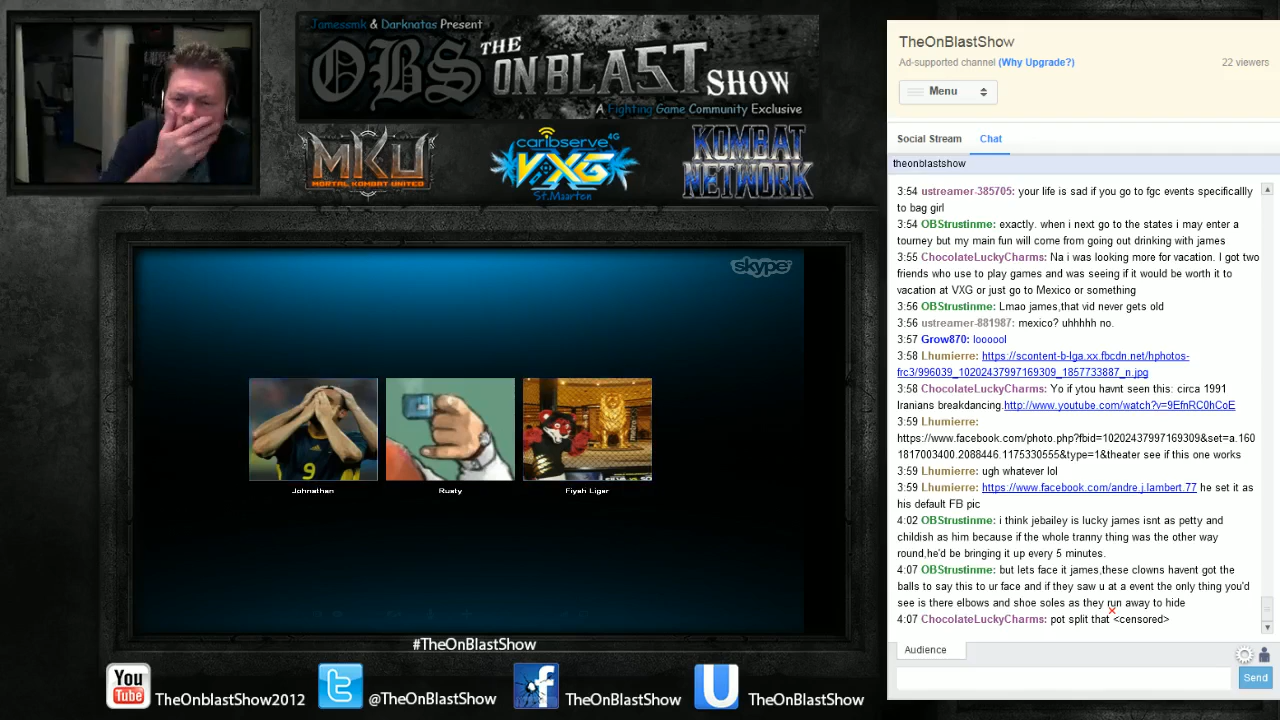 Jamessmk & Darknatas Present
OBS THE ON BLAST SHOW
A Fighting Game Community Exclusive
MKU
MORTAL KOMBAT UNITED
caribserve 4G
VXG
St.Maarten
KOMBAT
NETWORK
skype
Johnathan
Rusty
Fiyah Liger
#TheOnBlastShow
You
Tube
TheOnblastShow2012
@TheOnBlastShow
TheOnBlastShow
TheOnBlastShow
TheOnBlastShow
Ad-supported channel (Why Upgrade?)
22 viewers
Menu
Social Stream
Chat
theonblastshow
3:54 ustreamer-385705: your life is sad if you go to fgc events specificallly
to bag girl
3:54 OBStrustinme: exactly. when i next go to the states i may enter a
tourney but my main fun will come from going out drinking with james
3:55 ChocolateLuckyCharms: Na i was looking more for vacation. I got two
friends who use to play games and was seeing if it would be worth it to
vacation at VXG or just go to Mexico or something
3:56 OBStrustinme: Lmao james,that vid never gets old
3:56 ustreamer-881987: mexico? uhhhhh no.
3:57 Grow870: loooool
3:58 Lhumierre: https://scontent-b-lga.xx.fbcdn.net/hphotos-
frc3/996039_10202437997169309_1857733887_n.jpg
3:58 ChocolateLuckyCharms: Yo if ytou havnt seen this: circa 1991
Iranians breakdancing.http://www.youtube.com/watch?v=9EfnRC0hCoE
3:59 Lhumierre:
https://www.facebook.com/photo.php?fbid=10202437997169309&set=a.160
1817003400.2088446.1175330555&type=1&theater see if this one works
3:59 Lhumierre: ugh whatever lol
3:59 Lhumierre: https://www.facebook.com/andre.j.lambert.77 he set it as
his default FB pic
4:02 OBStrustinme: i think jebailey is lucky james isnt as petty and
childish as him because if the whole tranny thing was the other way
round,he'd be bringing it up every 5 minutes.
4:07 OBStrustinme: but lets face it james,these clowns havent got the
balls to say this to ur face and if they saw u at a event the only thing you'd
see is there elbows and shoe soles as they run away to hide
4:07 ChocolateLuckyCharms: pot split that <censored>
Audience
Send